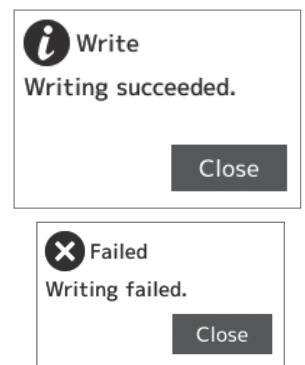 Write
Writing succeeded.
Close
Failed
Writing failed.
Close